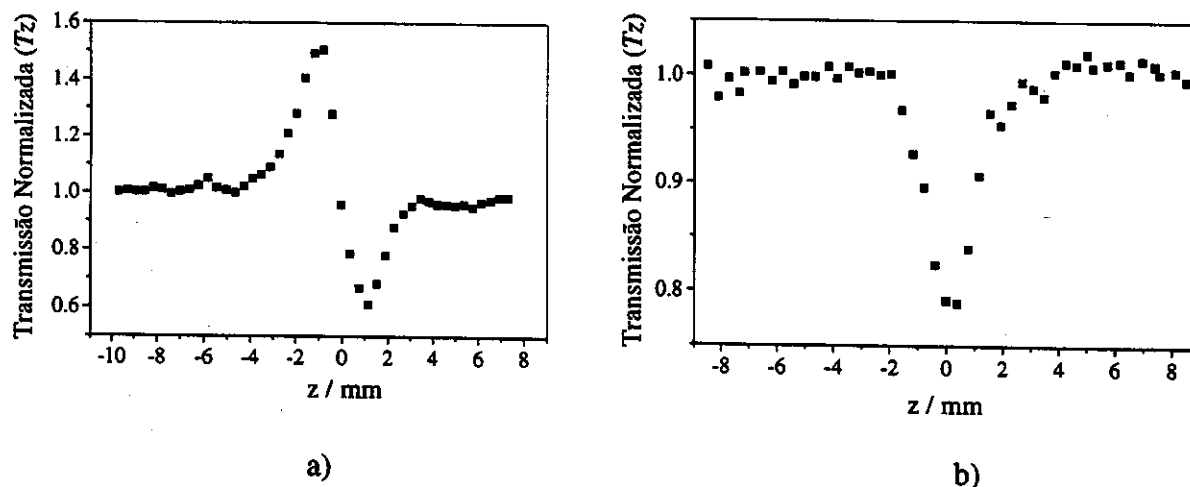 Transmissão Normalizada (Tz)
1.6
1.4
1.2
1.0
0.8
0.6
-10 -8 -6 -4 -2 0 2 4 6 8
z / mm
a)
Transmissão Normalizada (Tz)
1.0
0.9
0.8
-8 -6 -4 -2 0 2 4 6 8
z / mm
b)